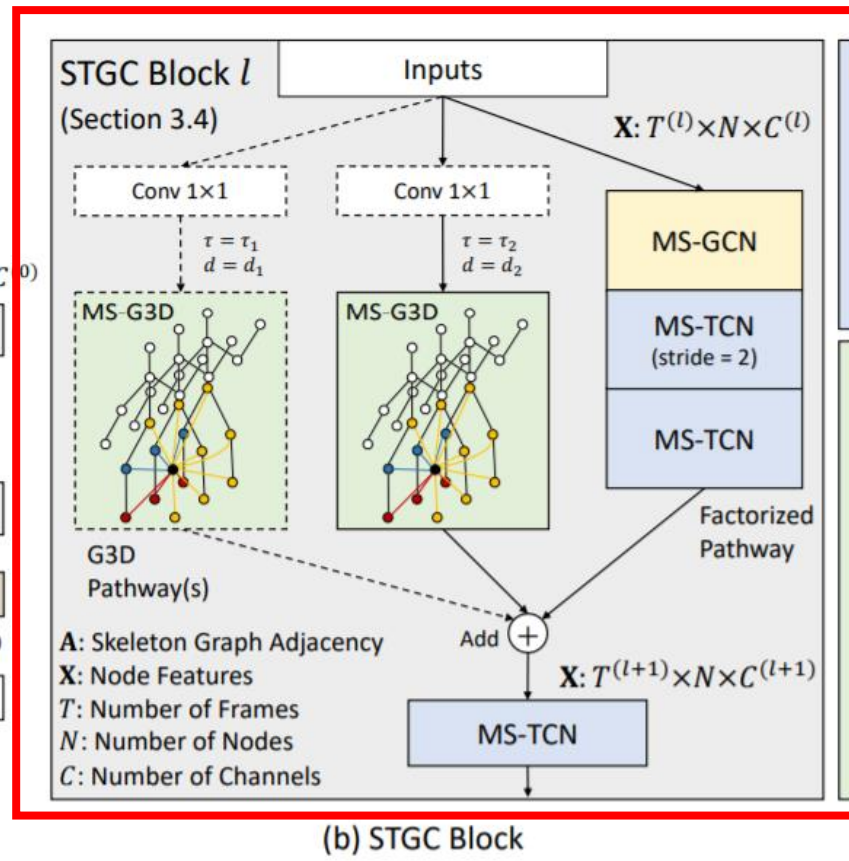 STGC Block l
(Section 3.4)
Inputs
X: T^(l)×N×C^(l)
Conv 1×1
τ = τ₁
d = d₁
Conv 1×1
τ = τ₂
d = d₂
MS-G3D
MS-G3D
MS-GCN
MS-TCN
(stride = 2)
MS-TCN
G3D
Pathway(s)
Factorized
Pathway
Add
+
A: Skeleton Graph Adjacency
X: Node Features
T: Number of Frames
N: Number of Nodes
C: Number of Channels
X: T^(l+1)×N×C^(l+1)
MS-TCN
(b) STGC Block